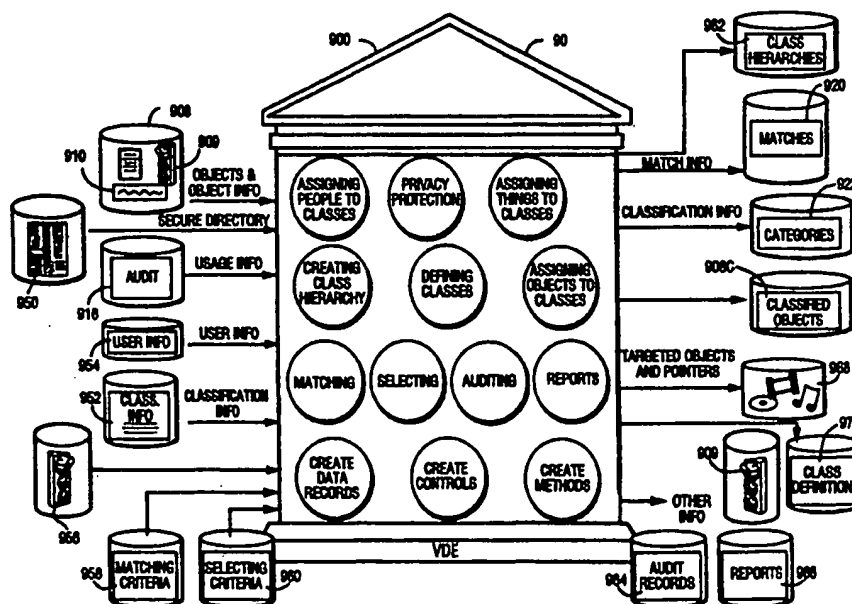 900
90
962
CLASS
HIERARCHIES
908
909
910
920
MATCHES
OBJECTS &
OBJECT INFO
MATCH INFO
ASSIGNING
PEOPLE TO
CLASSES
PRIVACY
PROTECTION
ASSIGNING
THINGS TO
CLASSES
SECURE DIRECTORY
950
CLASSIFICATION INFO
922
CATEGORIES
AUDIT
916
USAGE INFO
CREATING
CLASS
HIERARCHY
DEFINING
CLASSES
ASSIGNING
OBJECTS TO
CLASSES
908C
CLASSIFIED
OBJECTS
USER INFO
954
USER INFO
TARGETED OBJECTS
AND POINTERS
968
952
CLASS.
INFO
CLASSIFICATION
INFO
MATCHING
SELECTING
AUDITING
REPORTS
956
CREATE
DATA
RECORDS
CREATE
CONTROLS
CREATE
METHODS
909
CLASS
DEFINITION
OTHER
INFO
VDE
958
MATCHING
CRITERIA
SELECTING
CRITERIA
960
964
AUDIT
RECORDS
REPORTS
966